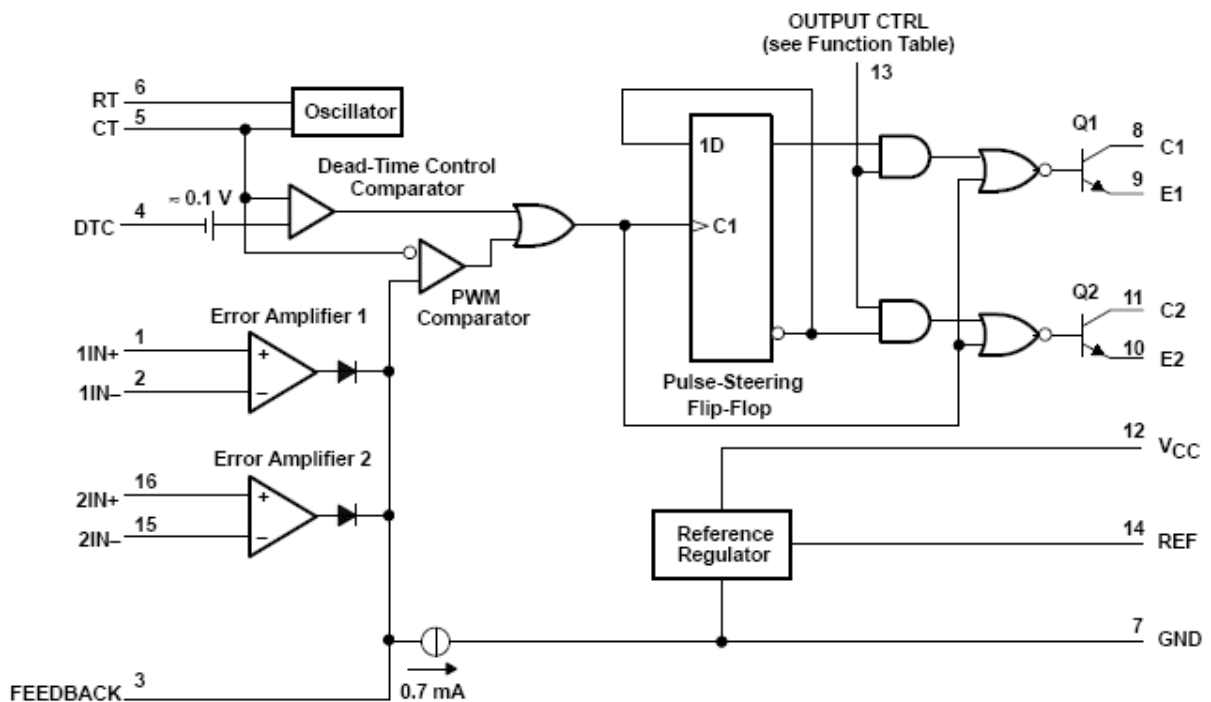 OUTPUT CTRL
(see Function Table)
13
RT 6
CT 5
Oscillator
Dead-Time Control
Comparator
≈ 0.1 V
DTC 4
1D
C1
Q1
8 C1
9 E1
PWM
Comparator
Q2
11 C2
10 E2
Pulse-Steering
Flip-Flop
Error Amplifier 1
1IN+ 1
+
1IN– 2
–
Error Amplifier 2
2IN+ 16
+
2IN– 15
–
12 VCC
Reference
Regulator
14 REF
7 GND
0.7 mA
FEEDBACK 3